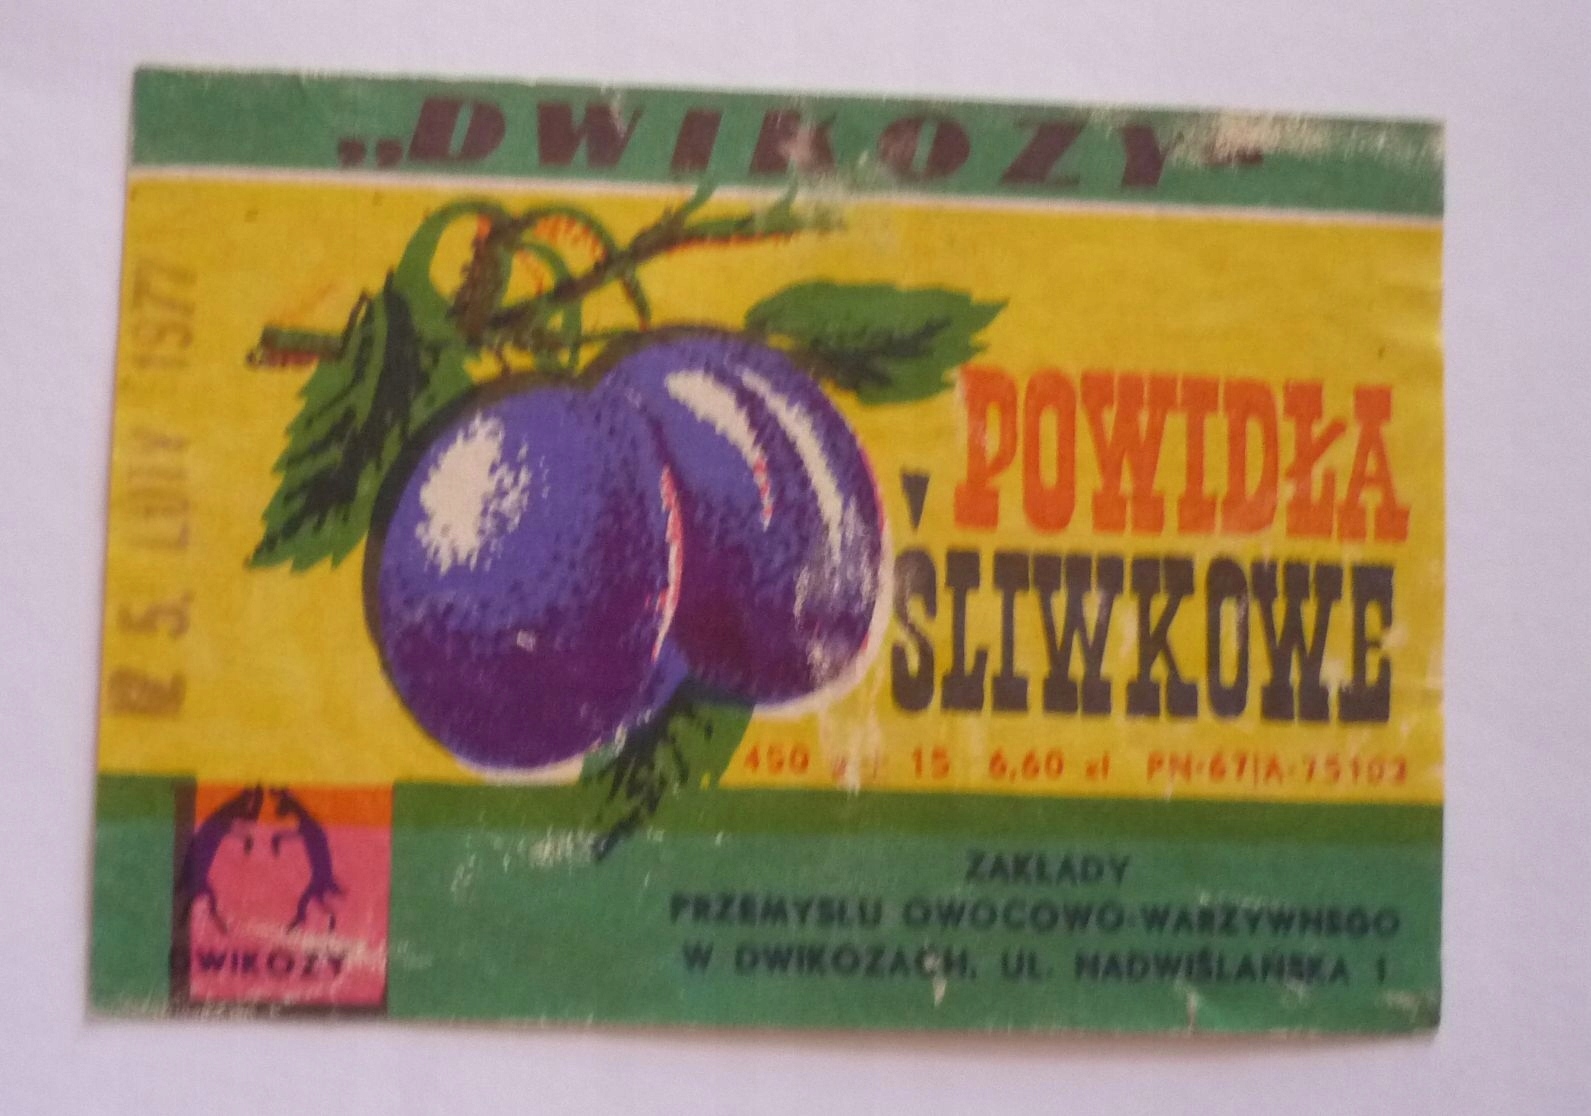 „DWIKOZY"
5. LUTY 1977
POWIDŁA
ŚLIWKOWE
450 g ± 15 6,60 zł PN-67|A-75103
DWIKOZY
ZAKŁADY
PRZEMYSŁU OWOCOWO-WARZYWNEGO
W DWIKOZACH, UL. NADWIŚLAŃSKA 1